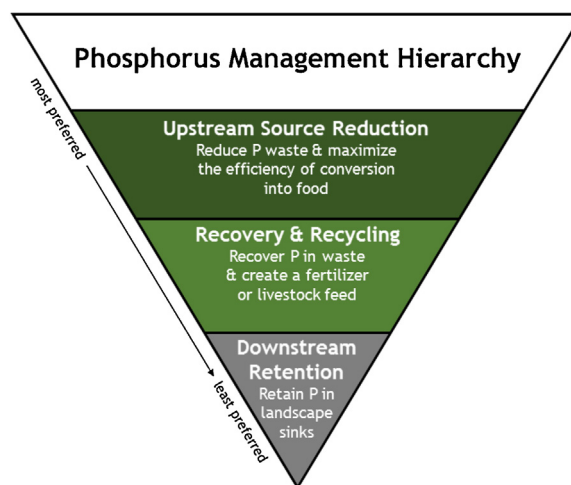 Phosphorus Management Hierarchy
most preferred
Upstream Source Reduction
Reduce P waste & maximize
the efficiency of conversion
into food
Recovery & Recycling
Recover P in waste
& create a fertilizer
or livestock feed
Downstream
Retention
Retain P in
landscape
sinks
least preferred